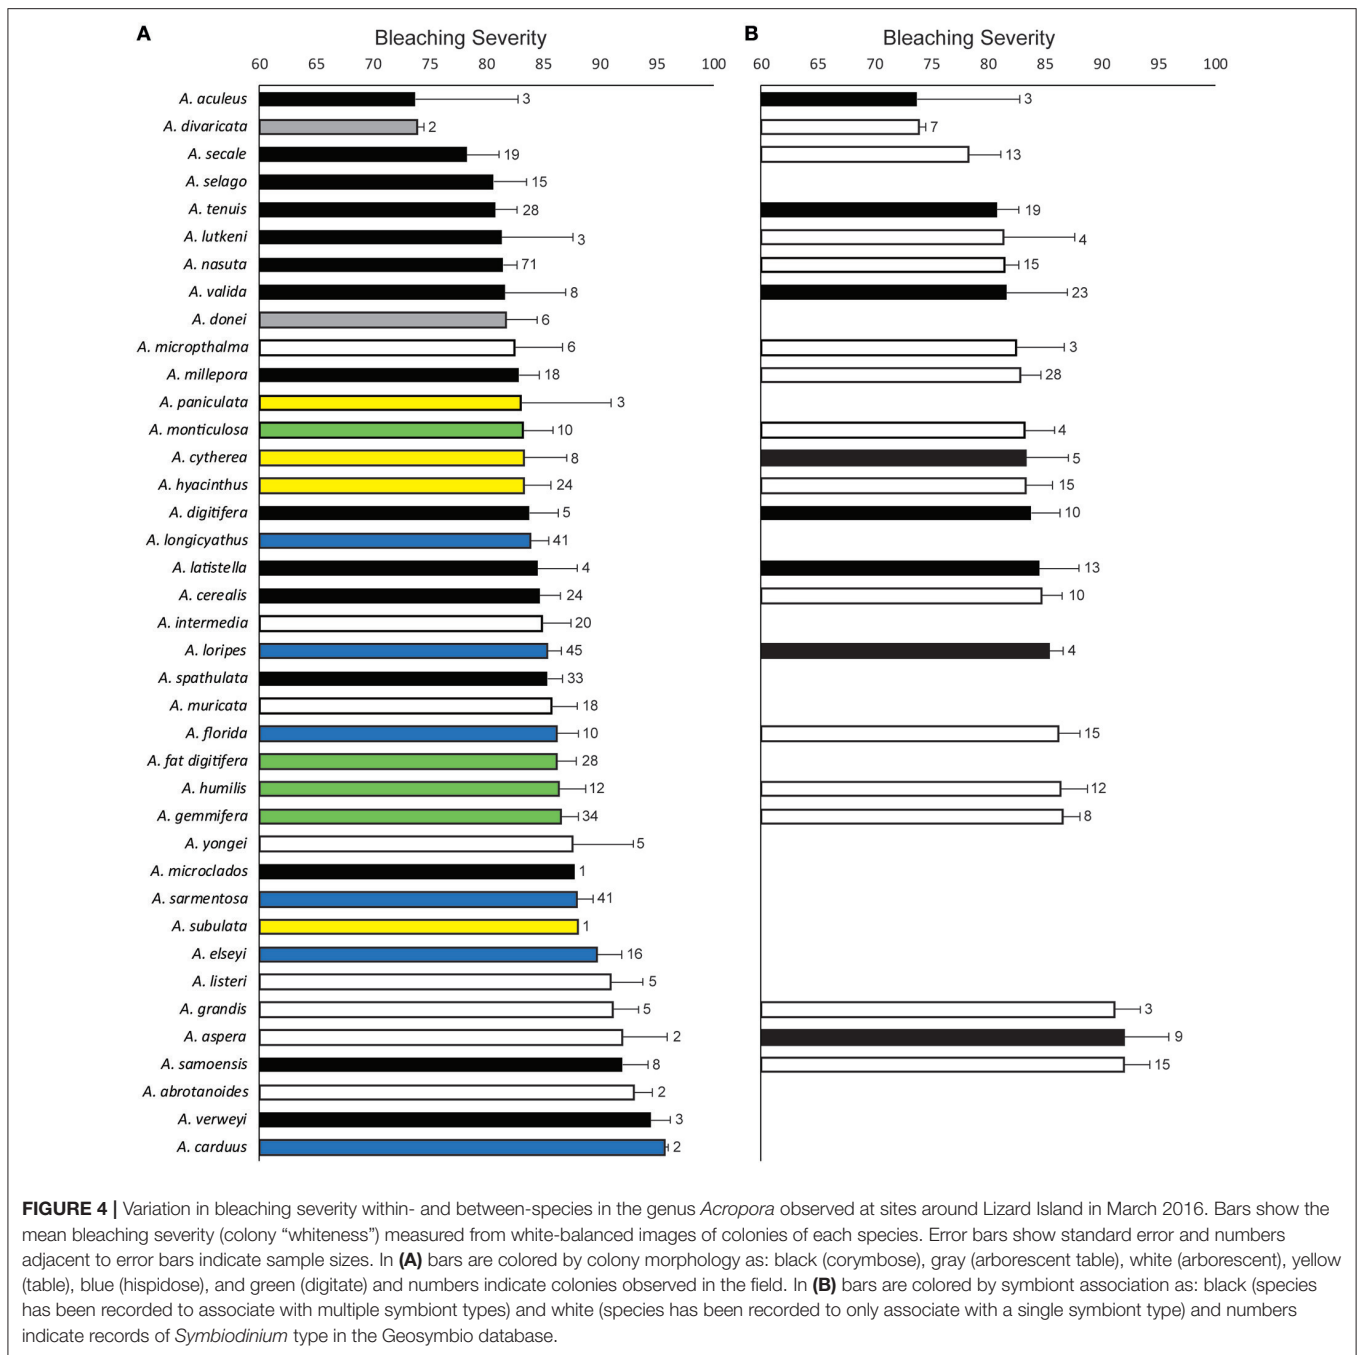 A
Bleaching Severity
60 65 70 75 80 85 90 95 100
B
Bleaching Severity
60 65 70 75 80 85 90 95 100
A. aculeus 3 3
A. divaricata 2 7
A. secale 19 13
A. selago 15
A. tenuis 28 19
A. lutkeni 3 4
A. nasuta 71 15
A. valida 8 23
A. donei 6
A. micropthalma 6 3
A. millepora 18 28
A. paniculata 3
A. monticulosa 10 4
A. cytherea 8 5
A. hyacinthus 24 15
A. digitifera 5 10
A. longicyathus 41
A. latistella 4 13
A. cerealis 24 10
A. intermedia 20
A. loripes 45 4
A. spathulata 33
A. muricata 18
A. florida 10 15
A. fat digitifera 28
A. humilis 12 12
A. gemmifera 34 8
A. yongei 5
A. microclados 1
A. sarmentosa 41
A. subulata 1
A. elseyi 16
A. listeri 5
A. grandis 5 3
A. aspera 2 9
A. samoensis 8 15
A. abrotanoides 2
A. verweyi 3
A. carduus 2
FIGURE 4 | Variation in bleaching severity within- and between-species in the genus Acropora observed at sites around Lizard Island in March 2016. Bars show the
mean bleaching severity (colony “whiteness”) measured from white-balanced images of colonies of each species. Error bars show standard error and numbers
adjacent to error bars indicate sample sizes. In (A) bars are colored by colony morphology as: black (corymbose), gray (arborescent table), white (arborescent), yellow
(table), blue (hispidose), and green (digitate) and numbers indicate colonies observed in the field. In (B) bars are colored by symbiont association as: black (species
has been recorded to associate with multiple symbiont types) and white (species has been recorded to only associate with a single symbiont type) and numbers
indicate records of Symbiodinium type in the Geosymbio database.